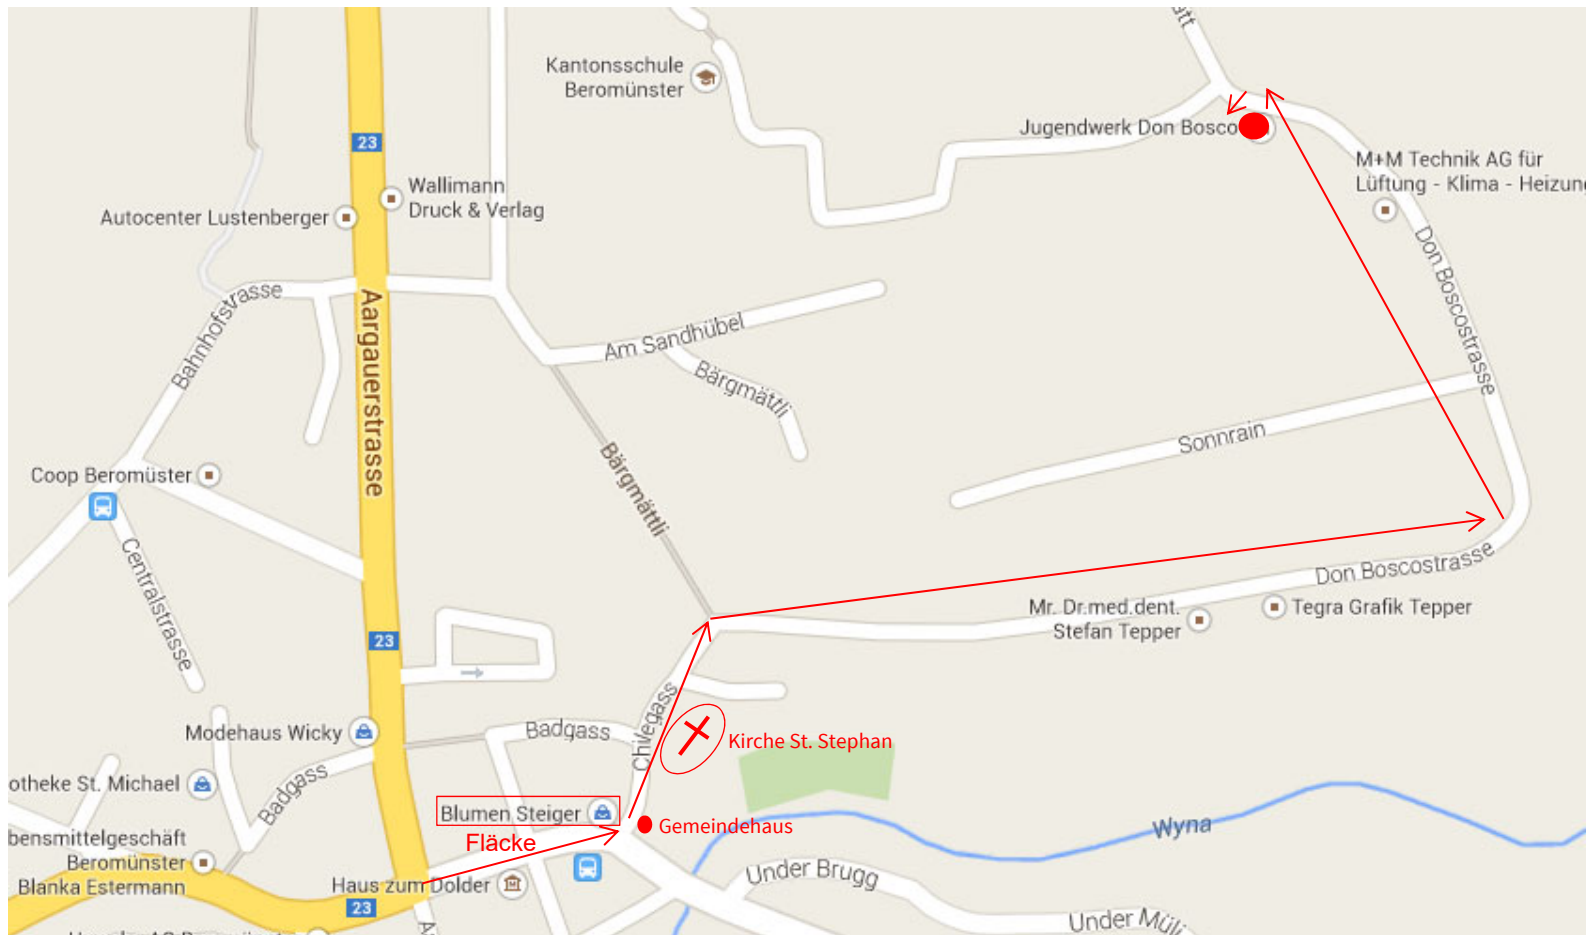 att
Kantonsschule
Beromünster
Jugendwerk Don Bosco
23
M+M Technik AG für
Lüftung - Klima - Heizung
Wallimann
Druck & Verlag
Autocenter Lustenberger
Don Boscostrasse
Bahnhofstrasse
Aargauerstrasse
Am Sandhübel
Bärgmättli
Sonnrain
Coop Beromüster
Bärgmättli
Centralstrasse
Don Boscostrasse
Mr. Dr.med.dent.
Stefan Tepper
Tegra Grafik Tepper
23
Modehaus Wicky
Badgass
Chilegass
Kirche St. Stephan
otheke St. Michael
Badgass
Blumen Steiger
Gemeindehaus
Fläcke
Wyna
bensmittelgeschäft
Beromünster
Blanka Estermann
Haus zum Dolder
Under Brugg
23
Under Müli